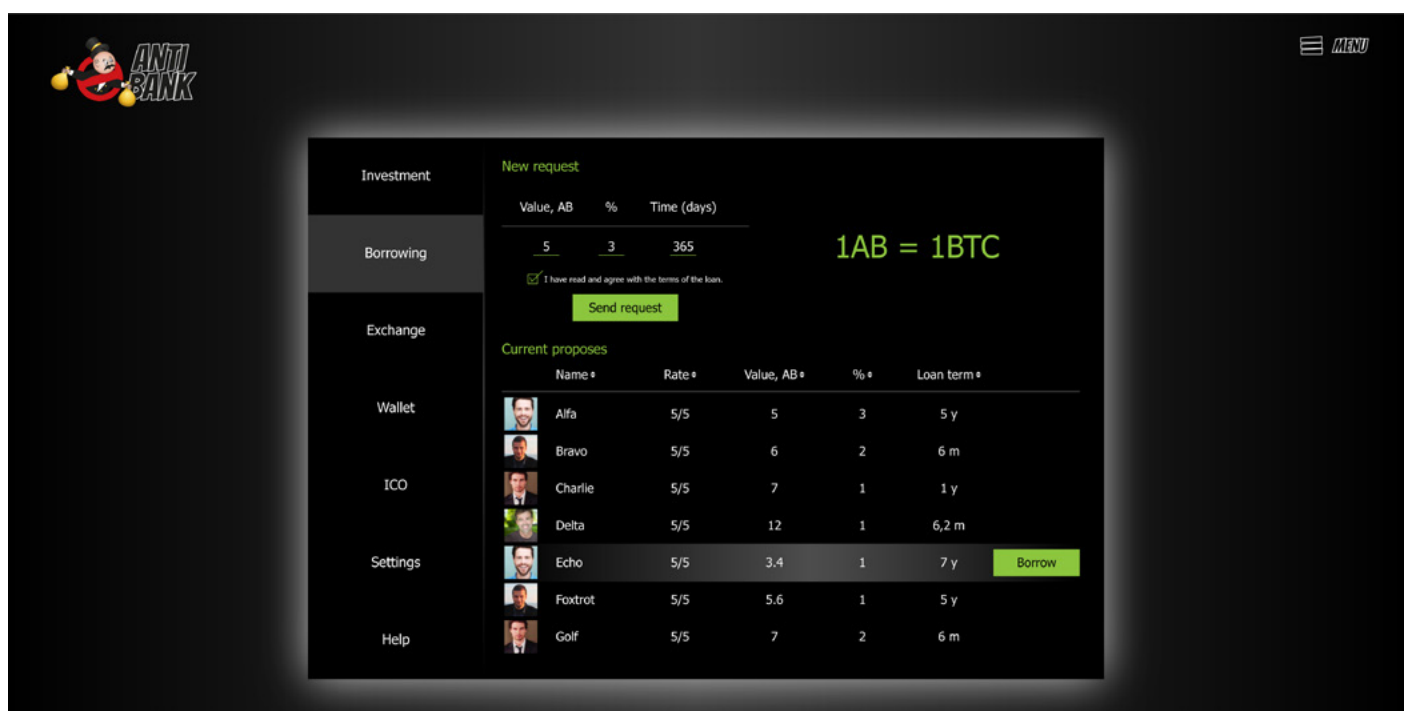 ANTI
BANK
MENU
Investment
Borrowing
Exchange
Wallet
ICO
Settings
Help
New request
Value, AB % Time (days)
5 3 365
I have read and agree with the terms of the loan.
Send request
1AB = 1BTC
Current proposes
Name Rate Value, AB % Loan term
Alfa 5/5 5 3 5 y
Bravo 5/5 6 2 6 m
Charlie 5/5 7 1 1 y
Delta 5/5 12 1 6,2 m
Echo 5/5 3.4 1 7 y Borrow
Foxtrot 5/5 5.6 1 5 y
Golf 5/5 7 2 6 m